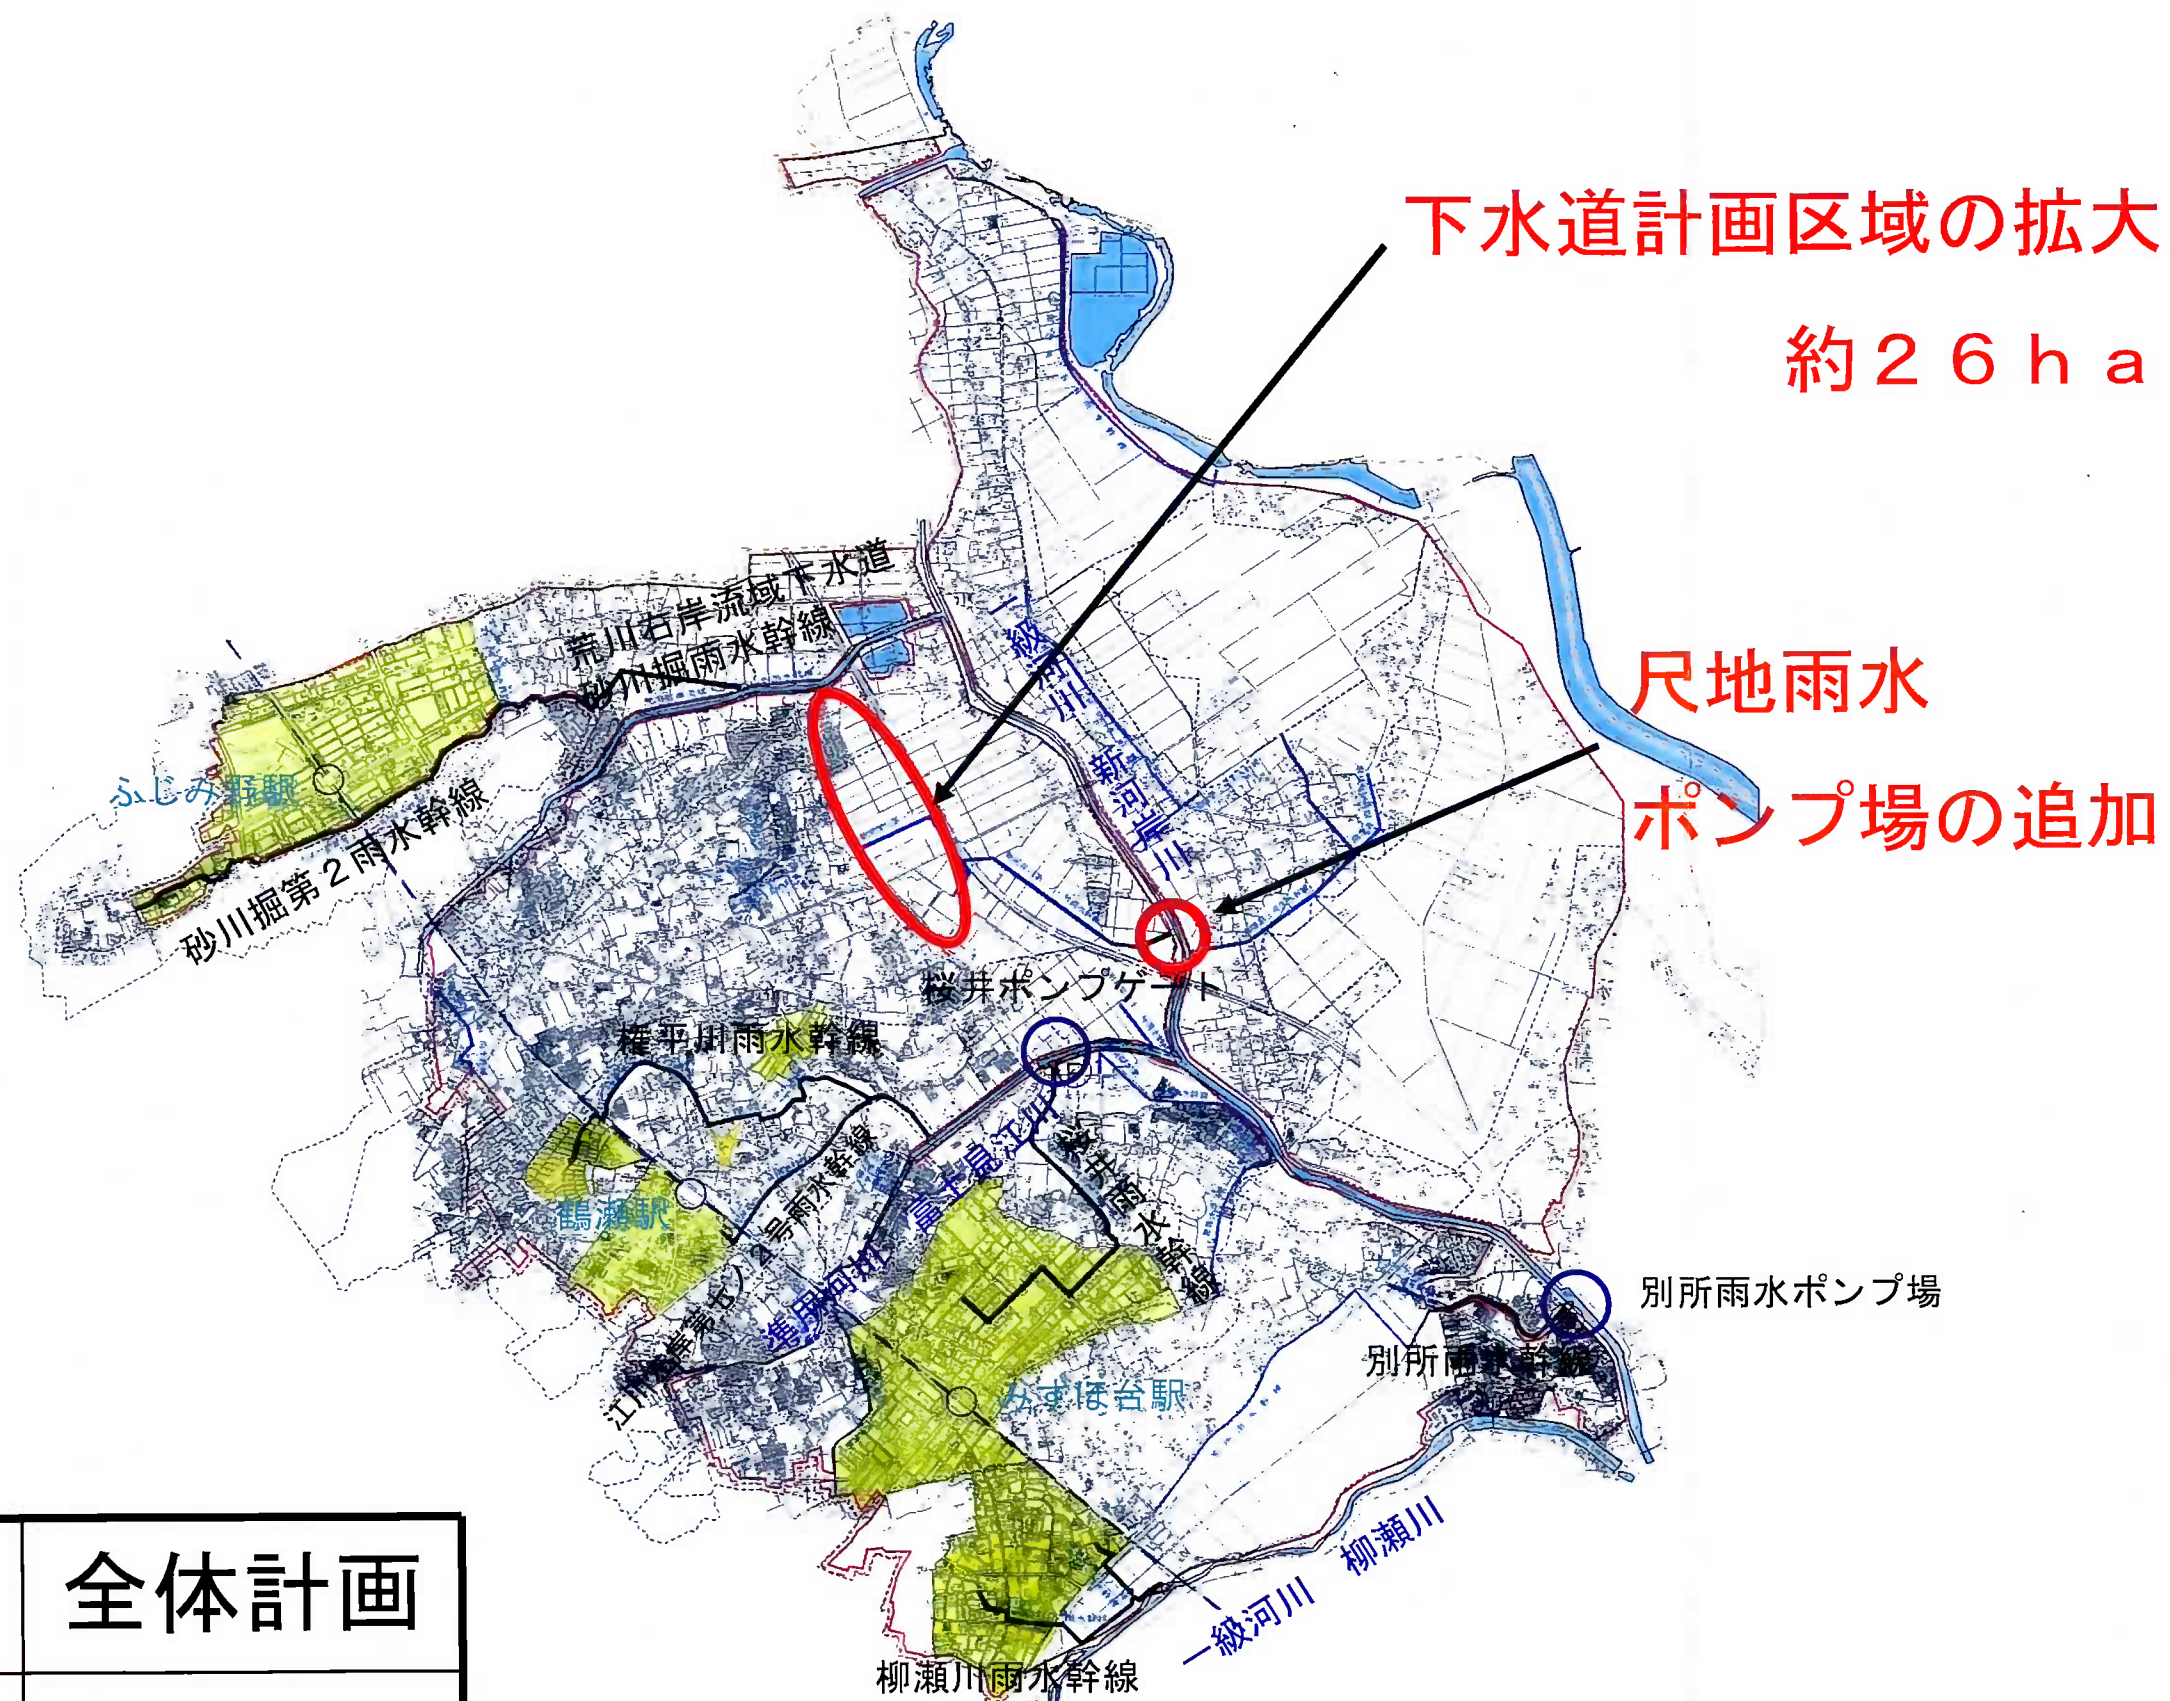 下水道計画区域の拡大
約２６ｈａ
荒川右岸流域下水道
砂川掘雨水幹線
一級河川　新河岸川
尺地雨水
ポンプ場の追加
ふじみ野駅
砂川掘第２雨水幹線
桜井ポンプゲート
権平川雨水幹線
桜井雨水幹線
鶴瀬駅
準用河川　富士見江川
別所雨水ポンプ場
別所雨水幹線
みずほ台駅
一級河川　柳瀬川
全体計画
柳瀬川雨水幹線